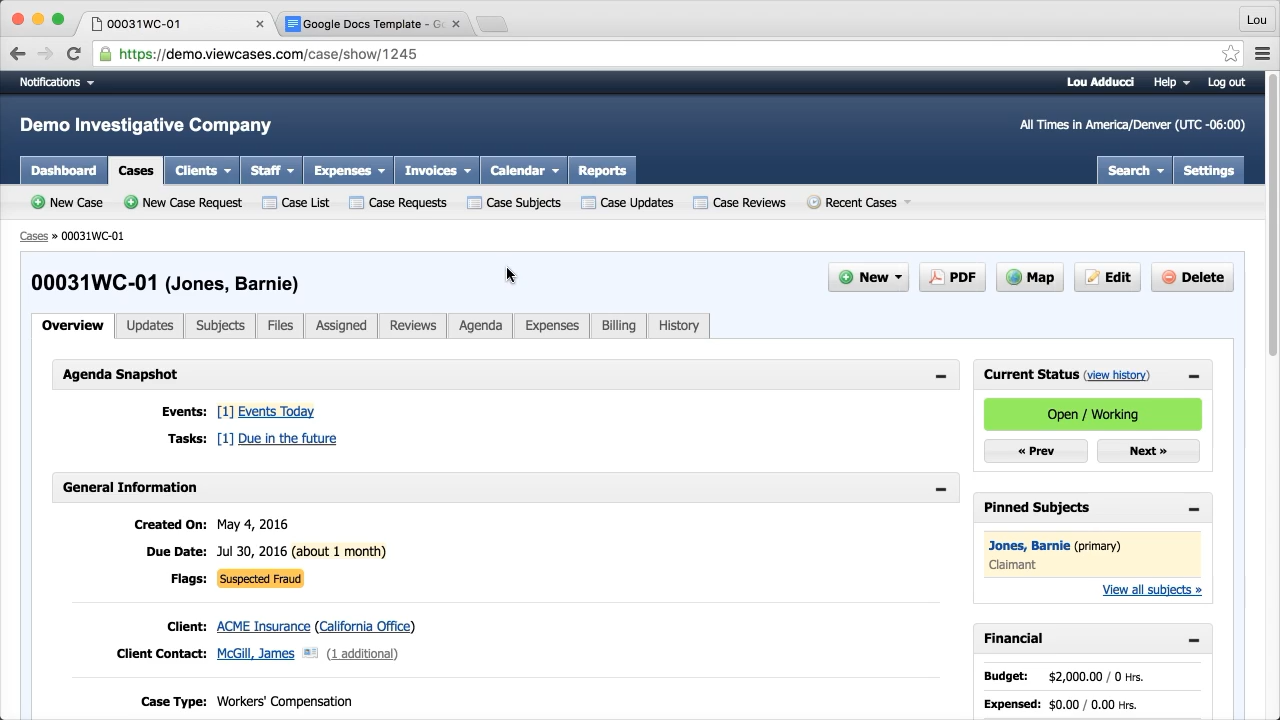 00031WC-01
Google Docs Template - Go
Lou
https://demo.viewcases.com/case/show/1245
Notifications
Lou Adducci Help Log out
Demo Investigative Company
All Times in America/Denver (UTC -06:00)
Dashboard Cases Clients Staff Expenses Invoices Calendar Reports Search Settings
New Case New Case Request Case List Case Requests Case Subjects Case Updates Case Reviews Recent Cases
Cases » 00031WC-01
00031WC-01 (Jones, Barnie)
New PDF Map Edit Delete
Overview Updates Subjects Files Assigned Reviews Agenda Expenses Billing History
Agenda Snapshot
Events: [1] Events Today
Tasks: [1] Due in the future
General Information
Created On: May 4, 2016
Due Date: Jul 30, 2016 (about 1 month)
Flags: Suspected Fraud
Client: ACME Insurance (California Office)
Client Contact: McGill, James (1 additional)
Case Type: Workers' Compensation
Current Status (view history)
Open / Working
« Prev Next »
Pinned Subjects
Jones, Barnie (primary)
Claimant
View all subjects »
Financial
Budget: $2,000.00 / 0 Hrs.
Expensed: $0.00 / 0.00 Hrs.